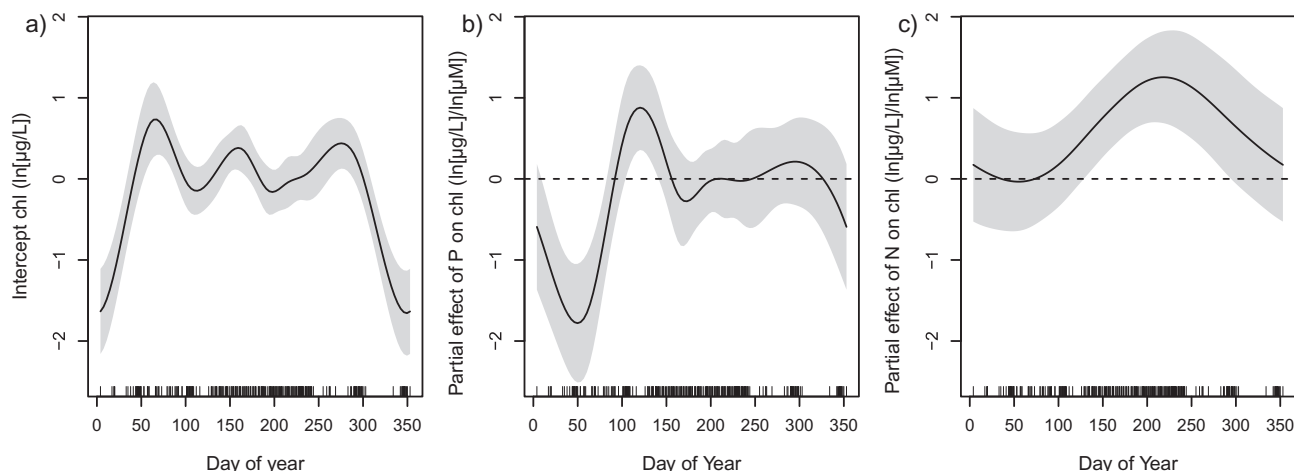 a)
Intercept chl (ln[µg/L])
2
1
0
−1
−2
0 50 100 150 200 250 300 350
Day of year
b)
Partial effect of P on chl (ln[µg/L]/ln[µM])
2
1
0
−1
−2
0 50 100 150 200 250 300 350
Day of Year
c)
Partial effect of N on chl (ln[µg/L]/ln[µM])
2
1
0
−1
−2
0 50 100 150 200 250 300 350
Day of Year